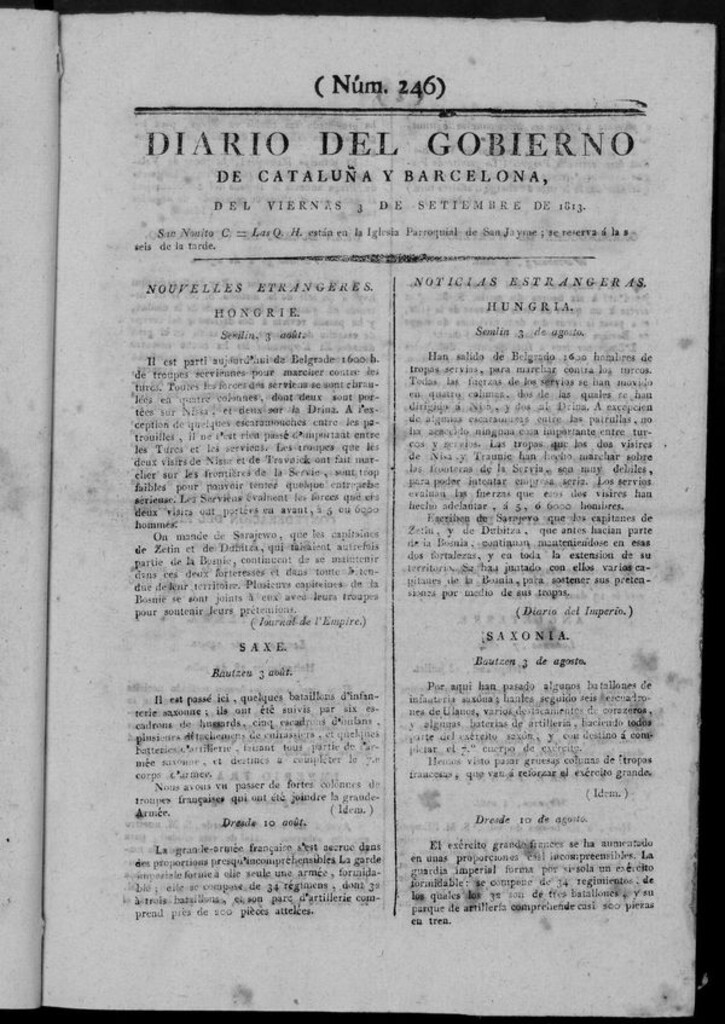 ( Núm. 246)
DIARIO DEL GOBIERNO
DE CATALUÑA Y BARCELONA,
DEL VIERNAS 3 DE SETIEMBRE DE 1813.
San Nonito C. = Las Q. H. están en la Iglesia Parroquial de San Jayme ; se reserva á la s
seis de la tarde.
NOUVELLES ETRANGERES.
HONGRIE.
Semlin, 3 août.
Il est parti aujourd'hui de Belgrade 1600 h.
de troupes serviennes pour marcher contre les
turcs. Toutes les forces des serviens se sont ébran-
lées en quatre colonnes, dont deux sont por-
tées sur Nissa, et deux sur la Drina. A l'ex-
ception de quelques escaramouches entre les pa-
trouilles, il ne s'est rien passé d'important entre
les Turcs et les serviens. Les troupes que les
deux visirs de Nissa et de Travnick ont fait mar-
cher sur les frontières de la Servie, sont trop
faibles pour pouvoir tenter quelque entreprise
sérieuse. Les Serviens évaluent les forces que ces
deux visirs ont portées en avant, à 5 ou 6000
hommes.
On mande de Sarajewo, que les capitaines
de Zetin et de Dubitza, qui faisaient autrefois
partie de la Bosnie, continuent de se maintenir
dans ces deux forteresses et dans toute l'éten-
due de leur territoire. Plusieurs capitaines de la
Bosnie se sont joints à eux avec leurs troupes
pour soutenir leurs prétentions.
( Journal de l'Empire.)
SAXE.
Bautzen 3 août.
Il est passé ici, quelques bataillons d'infan-
terie saxonne ; ils ont été suivis par six es-
cadrons de hussards, cinq escadrons d'hulans,
plusieurs détachemens de cuirassiers, et quelques
batteries d'artillerie, faisant tous partie de l'ar-
mée saxonne, et destinés à compléter le 7.e
corps d'armée.
Nous avons vu passer de fortes colonnes de
troupes françaises qui ont été joindre la grande-
Armée. ( Idem. )
Dresde 10 août.
La grande-armée française s'est accrue dans
des proportions presqu'incompréhensibles La garde
impériale forme à elle seule une armée, formida-
ble ; elle se compose de 34 régimens, dont 32
à trois bataillons, et son parc d'artillerie com-
prend près de 200 pièces attelées.
NOTICIAS ESTRANGERAS.
HUNGRIA.
Semlin 3 de agosto.
Han salido de Belgrado 1600 hombres de
tropas servias, para marchar contra los turcos.
Todas las fuerzas de los servios se han movido
en quatro colunas, dos de las quales se han
dirigido á Nisa, y dos al Drina. A excepcion
de algunas escaramuzas entre las patrullas, no
ha acaecido ninguna cosa importante entre tur-
cos y servios. Las tropas que los dos visires
de Nisa y Traunic han hecho marchar sobre
las fronteras de la Servia, son muy debiles,
para poder intentar empresa seria. Los servios
evaluan las fuerzas que esos dos visires han
hecho adelantar, á 5, ó 6000 hombres.
Escriben de Sarajevo que los capitanes de
Zetin, y de Dubitza, que antes hacian parte
de la Bosnia, continuan manteniendose en esas
dos fortalezas, y en toda la extension de su
territorio. Se han juntado con ellos varios ca-
pitanes de la Bosnia, para sostener sus preten-
siones por medio de sus tropas.
(Diario del Imperio.)
SAXONIA.
Bautzen 3 de agosto.
Por aqui han pasado algunos batallones de
infanteria saxóna ; hanles seguido seis escuadro-
nes de Ulanos, varios destacamentos de corazeros,
y algunas baterias de artilleria, haciendo todos
parte del exército saxón, y con destino á com-
pletar el 7.º cuerpo de exército.
Hemos visto pasar gruesas colunas de tropas
francesas, que van á reforzar el exército grande.
( Idem.)
Dresde 10 de agosto.
El exército grande frances se ha aumentado
en unas proporciones casi incompreensibles. La
guardia imperial forma por si sola un exército
formidable: se compone de 34 regimientos, de
los quales los 32 son de tres batallones, y su
parque de artillería comprehende casi 200 piezas
en tren.